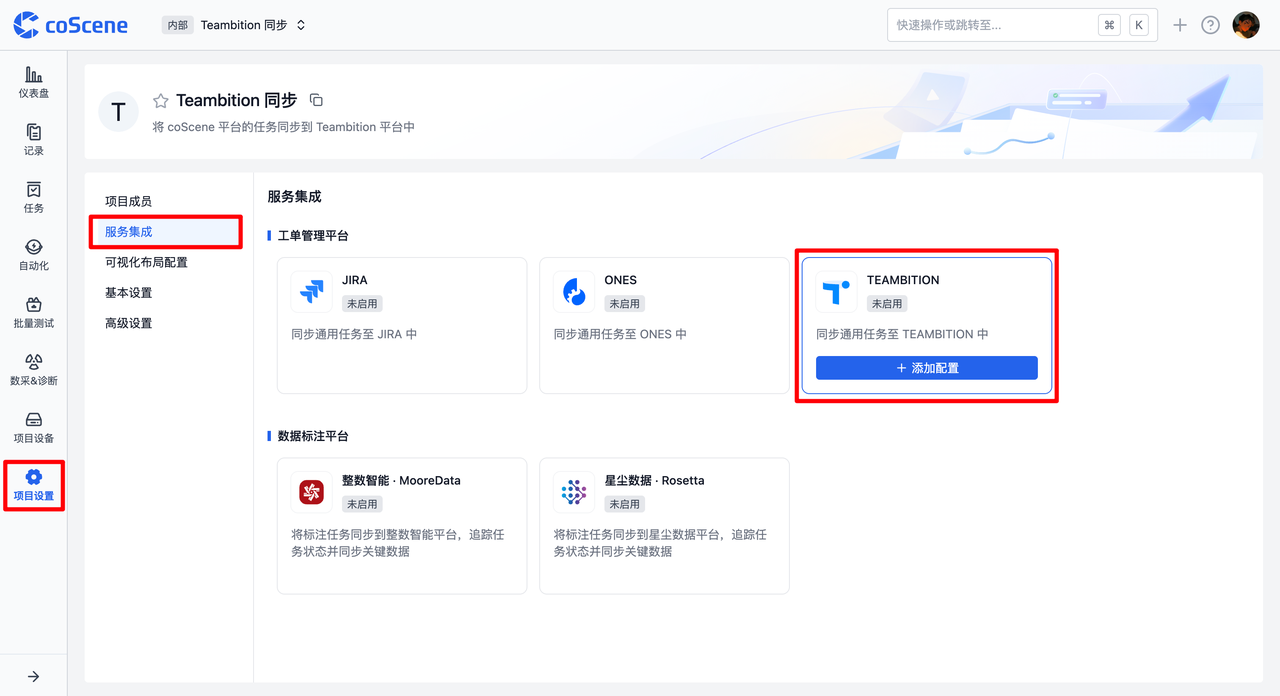 coScene
内部
Teambition 同步
快速操作或跳转至...
⌘
K
仪表盘
记录
任务
自动化
批量测试
数采&诊断
项目设备
项目设置
T
Teambition 同步
将 coScene 平台的任务同步到 Teambition 平台中
项目成员
服务集成
可视化布局配置
基本设置
高级设置
服务集成
工单管理平台
JIRA
未启用
同步通用任务至 JIRA 中
ONES
未启用
同步通用任务至 ONES 中
TEAMBITION
未启用
同步通用任务至 TEAMBITION 中
添加配置
数据标注平台
整数智能 · MooreData
未启用
将标注任务同步到整数智能平台，追踪任
务状态并同步关键数据
星尘数据 · Rosetta
未启用
将标注任务同步到星尘数据平台，追踪任
务状态并同步关键数据